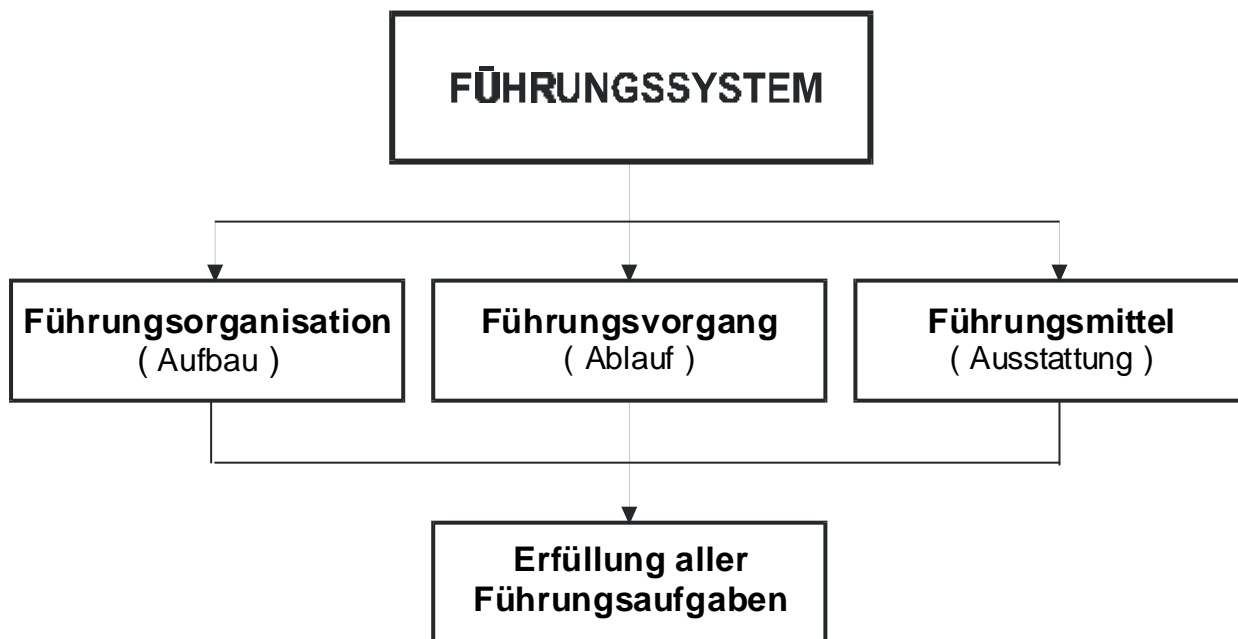 FÜHRUNGSSYSTEM
Führungsorganisation
( Aufbau )
Führungsvorgang
( Ablauf )
Führungsmittel
( Ausstattung )
Erfüllung aller
Führungsaufgaben